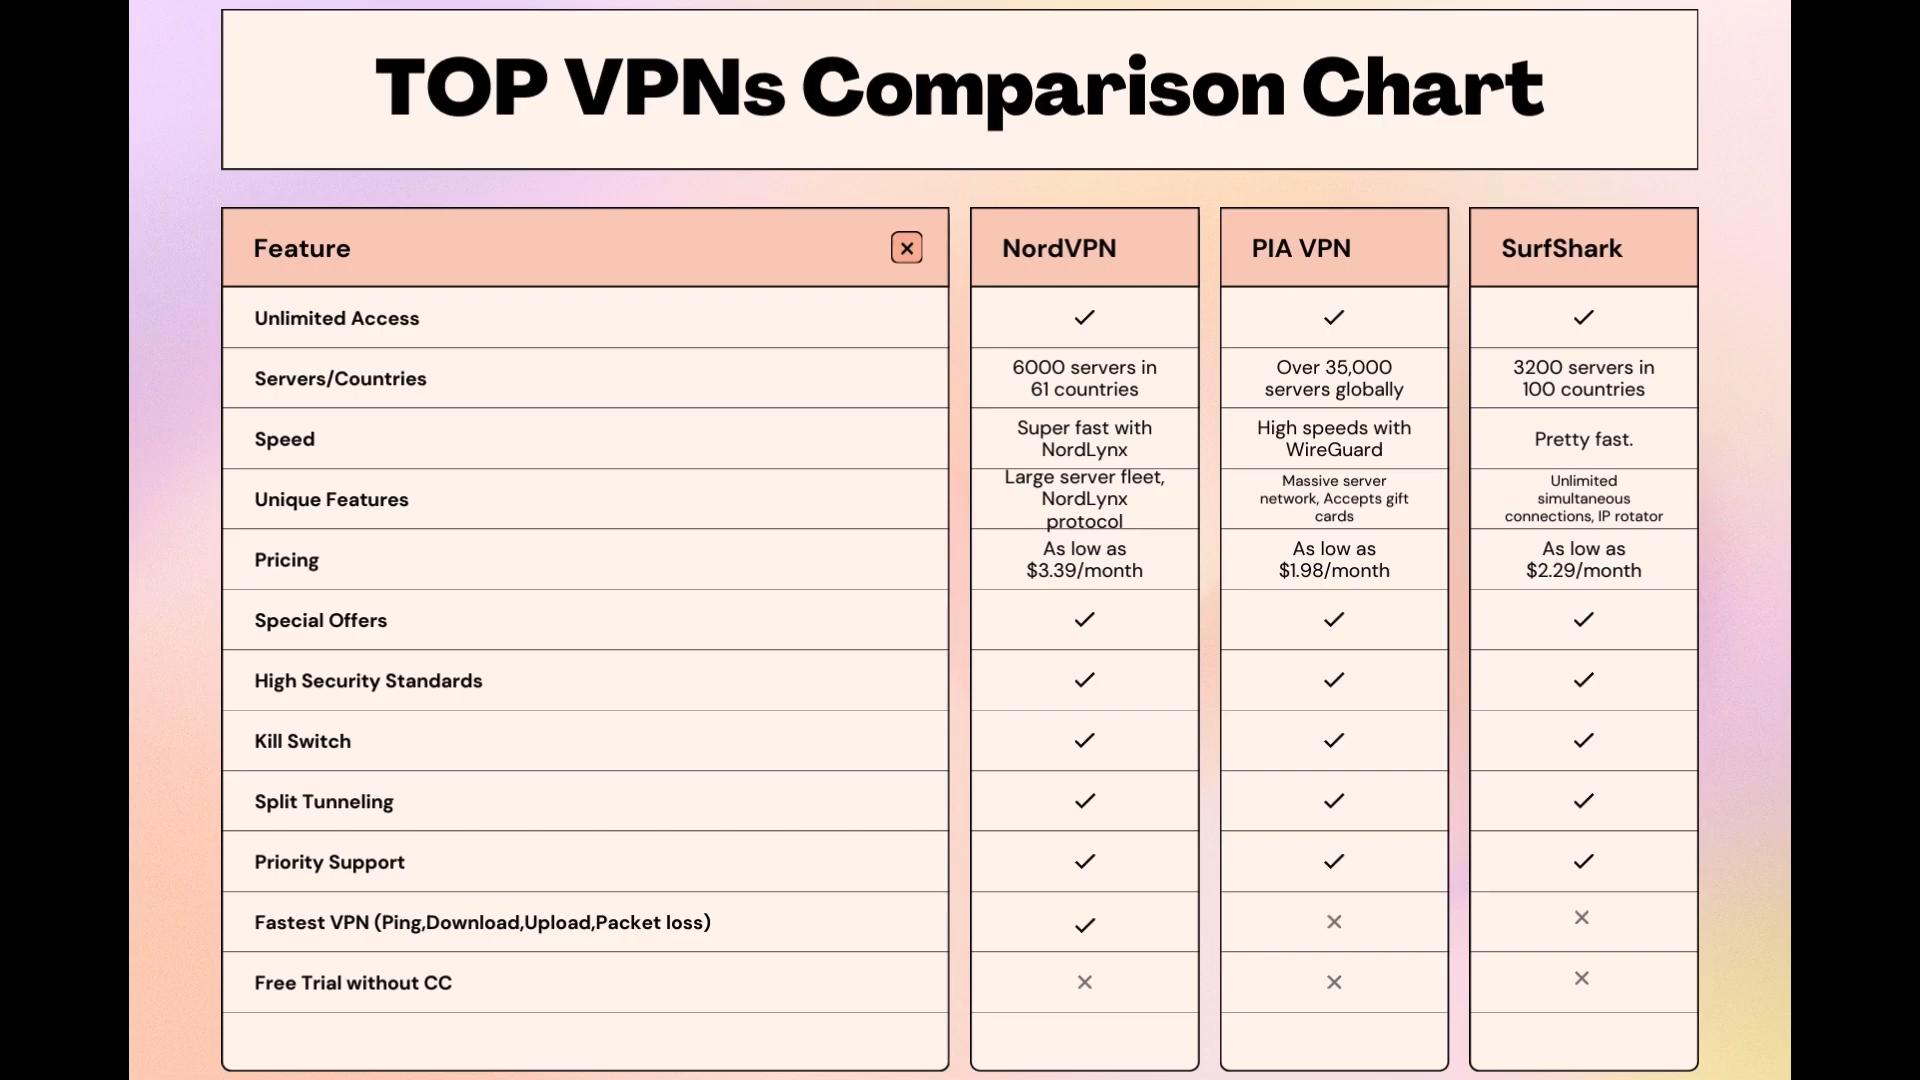 TOP VPNs Comparison Chart
Feature NordVPN PIA VPN SurfShark
Unlimited Access ✓ ✓ ✓
Servers/Countries
6000 servers in
61 countries
Over 35,000
servers globally
3200 servers in
100 countries
Speed
Super fast with
NordLynx
High speeds with
WireGuard
Pretty fast.
Unique Features
Large server fleet,
NordLynx
protocol
Massive server
network, Accepts gift
cards
Unlimited
simultaneous
connections, IP rotator
Pricing
As low as
$3.39/month
As low as
$1.98/month
As low as
$2.29/month
Special Offers ✓ ✓ ✓
High Security Standards ✓ ✓ ✓
Kill Switch ✓ ✓ ✓
Split Tunneling ✓ ✓ ✓
Priority Support ✓ ✓ ✓
Fastest VPN (Ping,Download,Upload,Packet loss) ✓ ✕ ✕
Free Trial without CC ✕ ✕ ✕